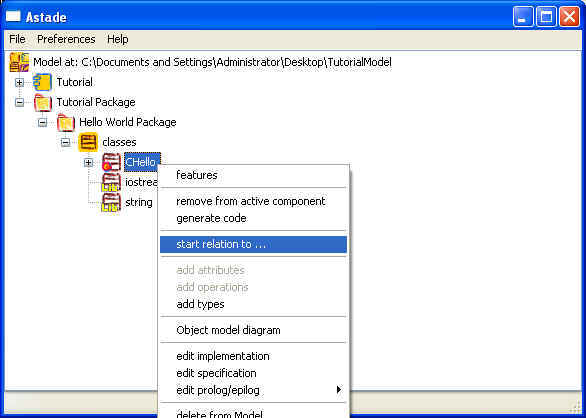 Astade
File Preferences Help
Model at: C:\Documents and Settings\Administrator\Desktop\TutorialModel
Tutorial
Tutorial Package
Hello World Package
classes
CHello
features
iostrea
remove from active component
string
generate code
start relation to ...
add attributes
add operations
add types
Object model diagram
edit implementation
edit specification
edit prolog/epilog
delete from Model